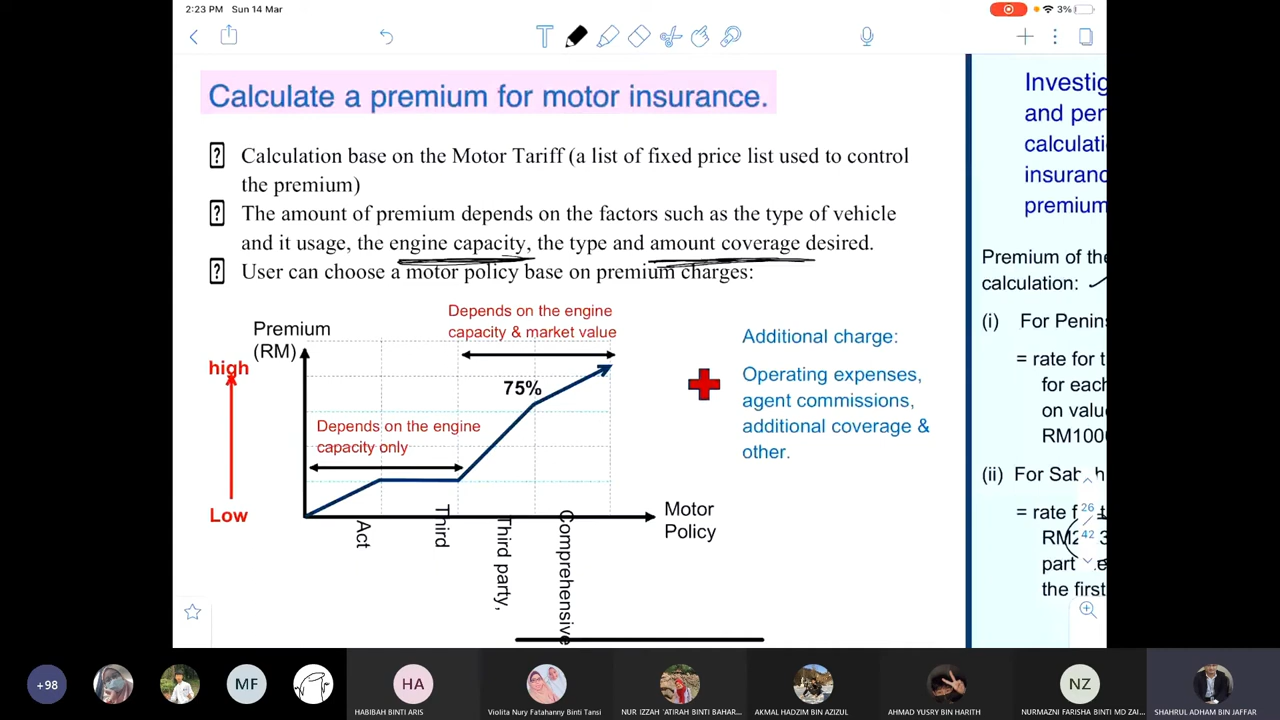 2:23 PM Sun 14 Mar
3%
Calculate a premium for motor insurance.
Calculation base on the Motor Tariff (a list of fixed price list used to control
the premium)
The amount of premium depends on the factors such as the type of vehicle
and it usage, the engine capacity, the type and amount coverage desired.
User can choose a motor policy base on premium charges:
Depends on the engine
capacity & market value
Premium
(RM)
high
75%
Depends on the engine
capacity only
Low
Act
Third
Third party,
Comprehensive
Motor
Policy
Additional charge:
Operating expenses,
agent commissions,
additional coverage &
other.
Investig
and per
calculati
insuranc
premium
Premium of the
calculation:
(i) For Penins
= rate for t
for each
on value
RM1000
(ii) For Sabah
= rate f
RM2
part
the first
26
42
+98
MF
HA
HABIBAH BINTI ARIS
Violita Nury Fatahanny Binti Tansi
NUR IZZAH 'ATIRAH BINTI BAHAR...
AKMAL HADZIM BIN AZIZUL
AHMAD YUSRY BIN HARITH
NZ
NURMAZNI FARISHA BINTI MD ZAI...
SHAHRUL ADHAM BIN JAFFAR